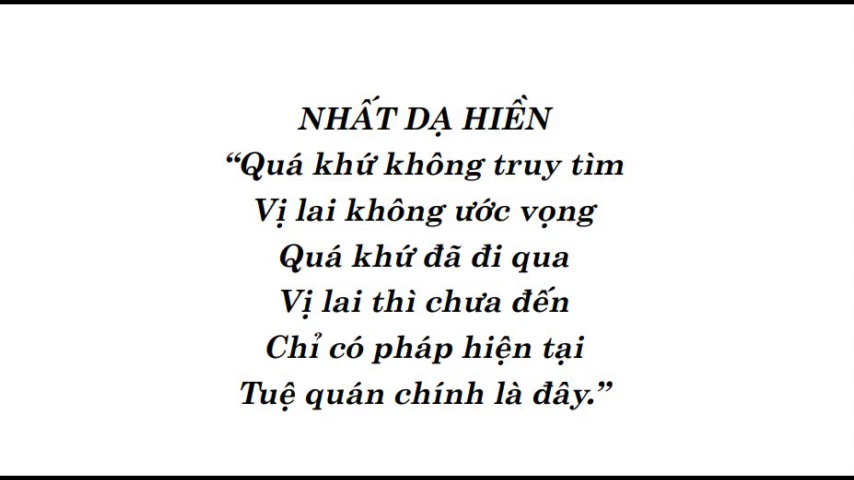 NHẤT DẠ HIỀN
“Quá khứ không truy tìm
Vị lai không ước vọng
Quá khứ đã đi qua
Vị lai thì chưa đến
Chỉ có pháp hiện tại
Tuệ quán chính là đây.”